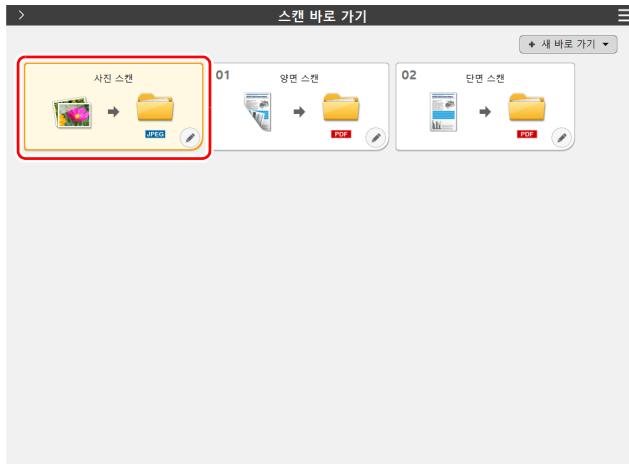 스캔 바로 가기
+ 새 바로 가기
사진 스캔
JPEG
01 양면 스캔
PDF
02 단면 스캔
PDF